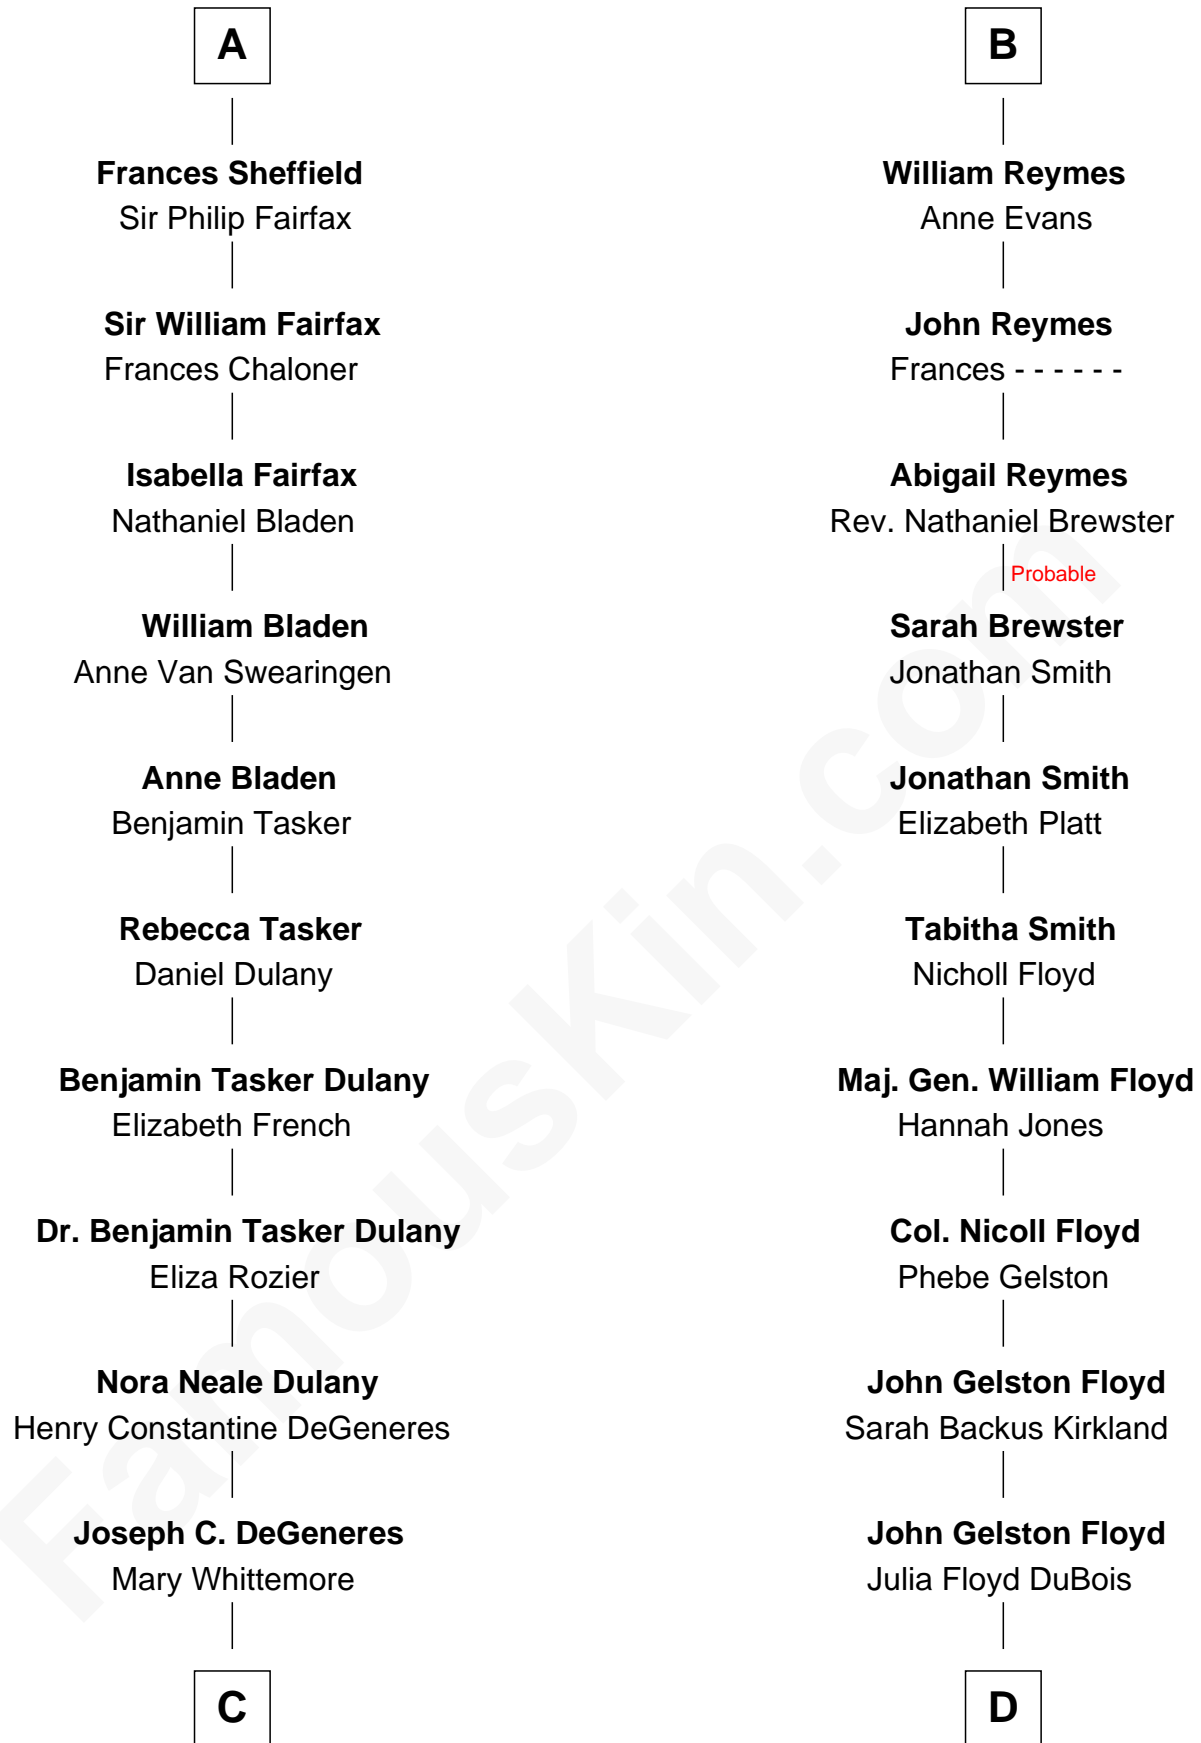 A
Frances Sheffield
Sir Philip Fairfax
Sir William Fairfax
Frances Chaloner
Isabella Fairfax
Nathaniel Bladen
William Bladen
Anne Van Swearingen
Anne Bladen
Benjamin Tasker
Rebecca Tasker
Daniel Dulany
Benjamin Tasker Dulany
Elizabeth French
Dr. Benjamin Tasker Dulany
Eliza Rozier
Nora Neale Dulany
Henry Constantine DeGeneres
Joseph C. DeGeneres
Mary Whittemore
C
B
William Reymes
Anne Evans
John Reymes
Frances - - - - - -
Abigail Reymes
Rev. Nathaniel Brewster
Probable
Sarah Brewster
Jonathan Smith
Jonathan Smith
Elizabeth Platt
Tabitha Smith
Nicholl Floyd
Maj. Gen. William Floyd
Hannah Jones
Col. Nicoll Floyd
Phebe Gelston
John Gelston Floyd
Sarah Backus Kirkland
John Gelston Floyd
Julia Floyd DuBois
D
FamousKin.com